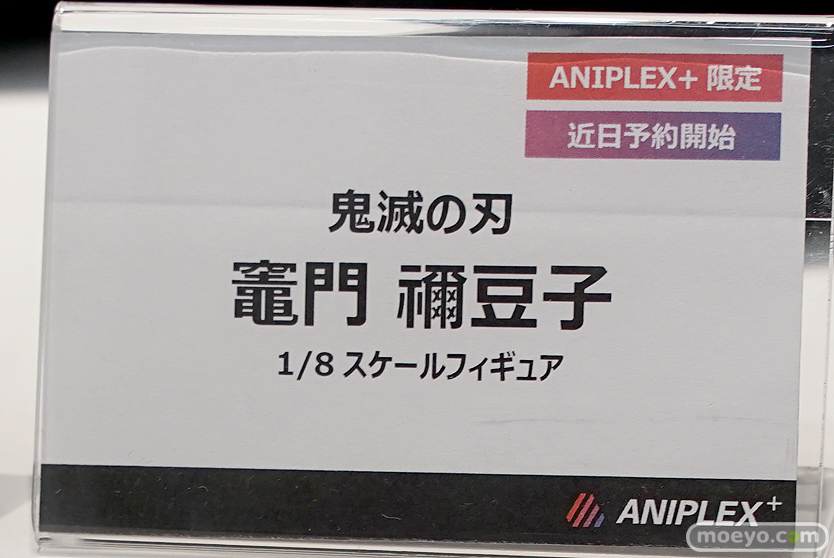 ANIPLEX+ 限定
近日予約開始
鬼滅の刃
竈門 禰豆子
1/8 スケールフィギュア
ANIPLEX+
moeyo.com